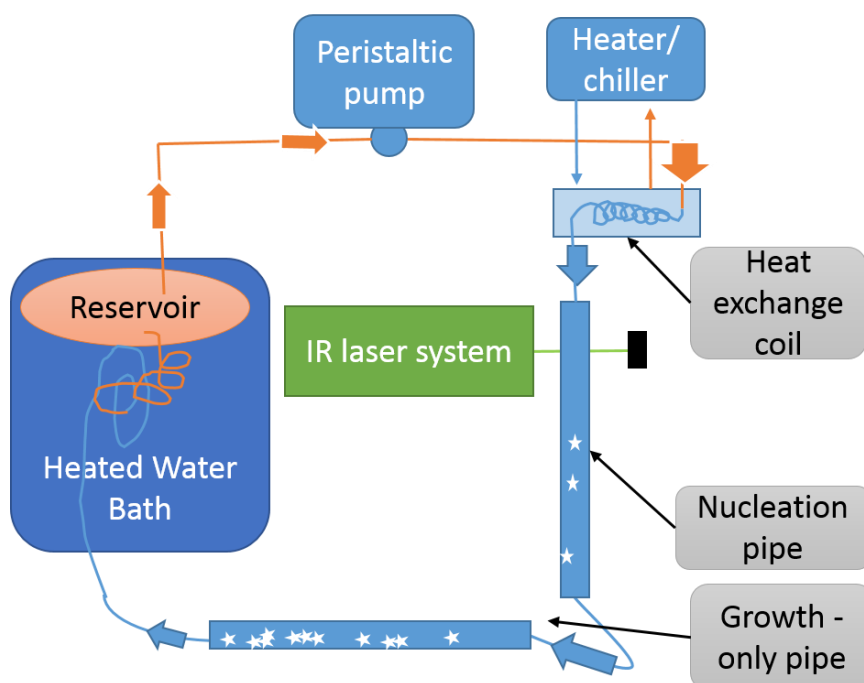 Peristaltic
pump
Heater/
chiller
Reservoir
Heat
exchange
coil
IR laser system
Heated Water
Bath
Nucleation
pipe
Growth -
only pipe